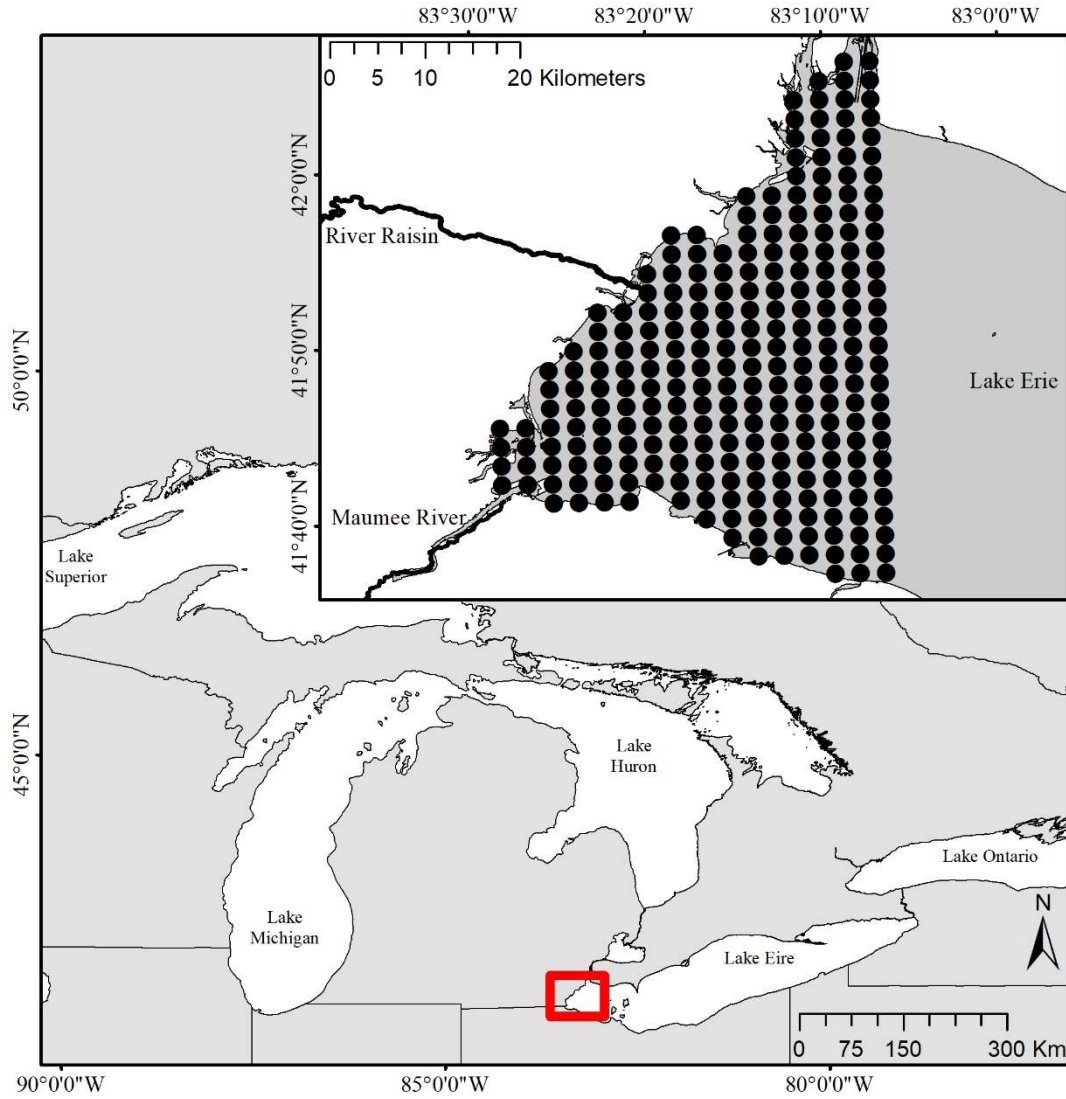 83°30'0"W 83°20'0"W 83°10'0"W 83°0'0"W
0 5 10 20 Kilometers
42°0'0"N
River Raisin
41°50'0"N
50°0'0"N
Lake Erie
41°40'0"N
Maumee River
Lake
Superior
45°0'0"N
Lake
Huron
Lake Ontario
Lake
Michigan
N
Lake Eire
0 75 150 300 Km
90°0'0"W 85°0'0"W 80°0'0"W